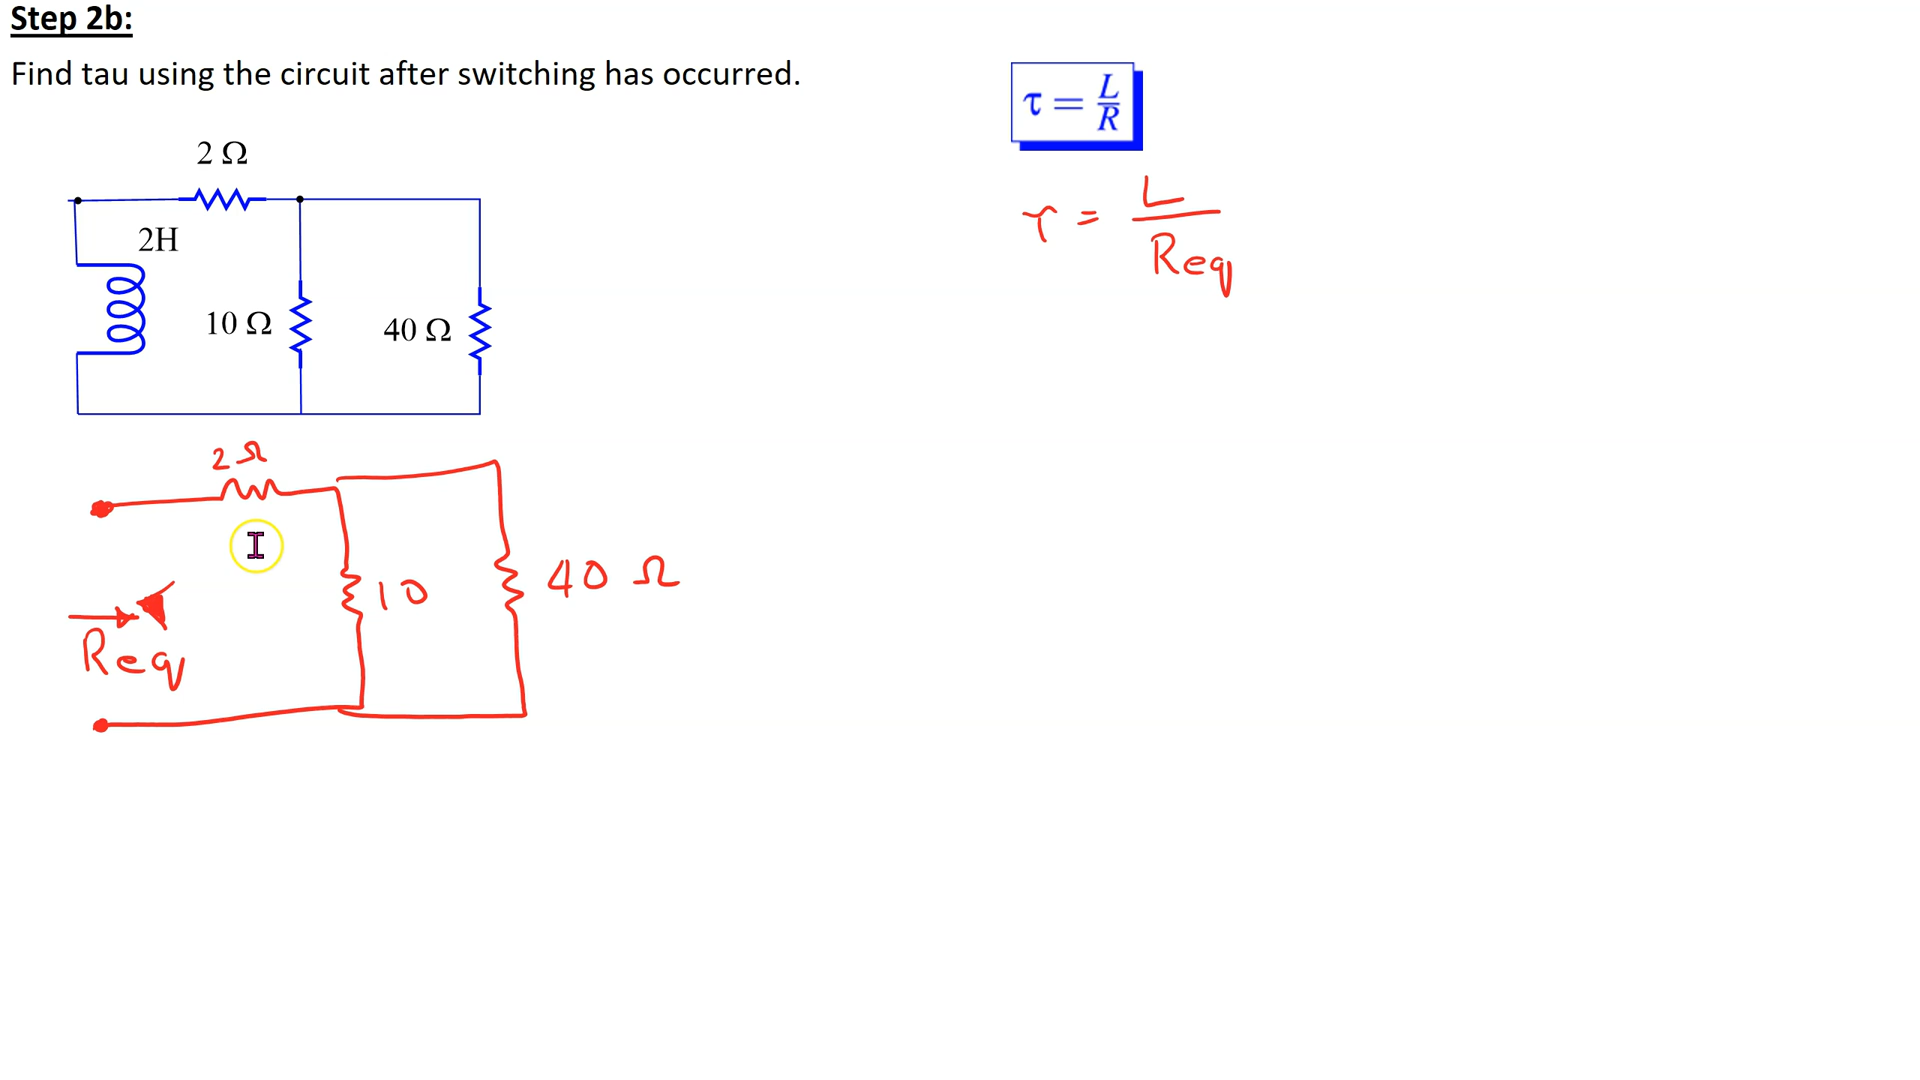 Step 2b:
Find tau using the circuit after switching has occurred.
τ = L/R
τ = L/Req
2 Ω
2H
10 Ω
40 Ω
2 Ω
10
40 Ω
Req